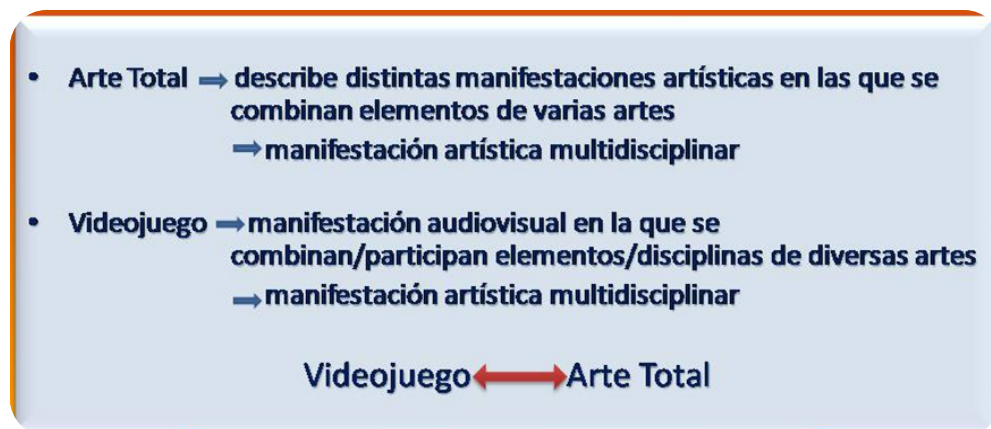 • Arte Total → describe distintas manifestaciones artísticas en las que se
combinan elementos de varias artes
→ manifestación artística multidisciplinar
• Videojuego → manifestación audiovisual en la que se
combinan/participan elementos/disciplinas de diversas artes
→ manifestación artística multidisciplinar
Videojuego ↔ Arte Total